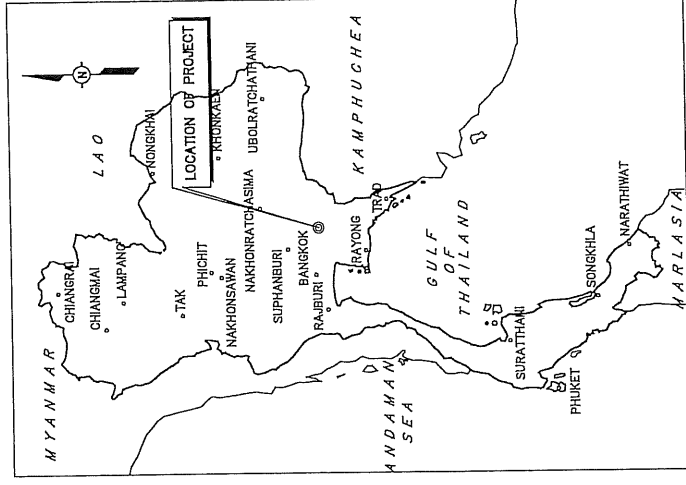 MYANMAR
LAO
N
CHIANGRAI
CHIANGMAI
LAMPANG
NONGKHAI
LOCATION OF PROJECT
TAK
PHICHIT
KHONKAEN
NAKHONSAWAN
NAKHONRATCHASIMA
UBOLRATCHATHANI
SUPHANBURI
BANGKOK
RAJBURI
RAYONG
TRAD
KAMPHUCHEA
ANDAMAN
SEA
GULF
OF
THAILAND
SURATTHANI
PHUKET
SONGKHLA
NARATHIWAT
MARLASIA